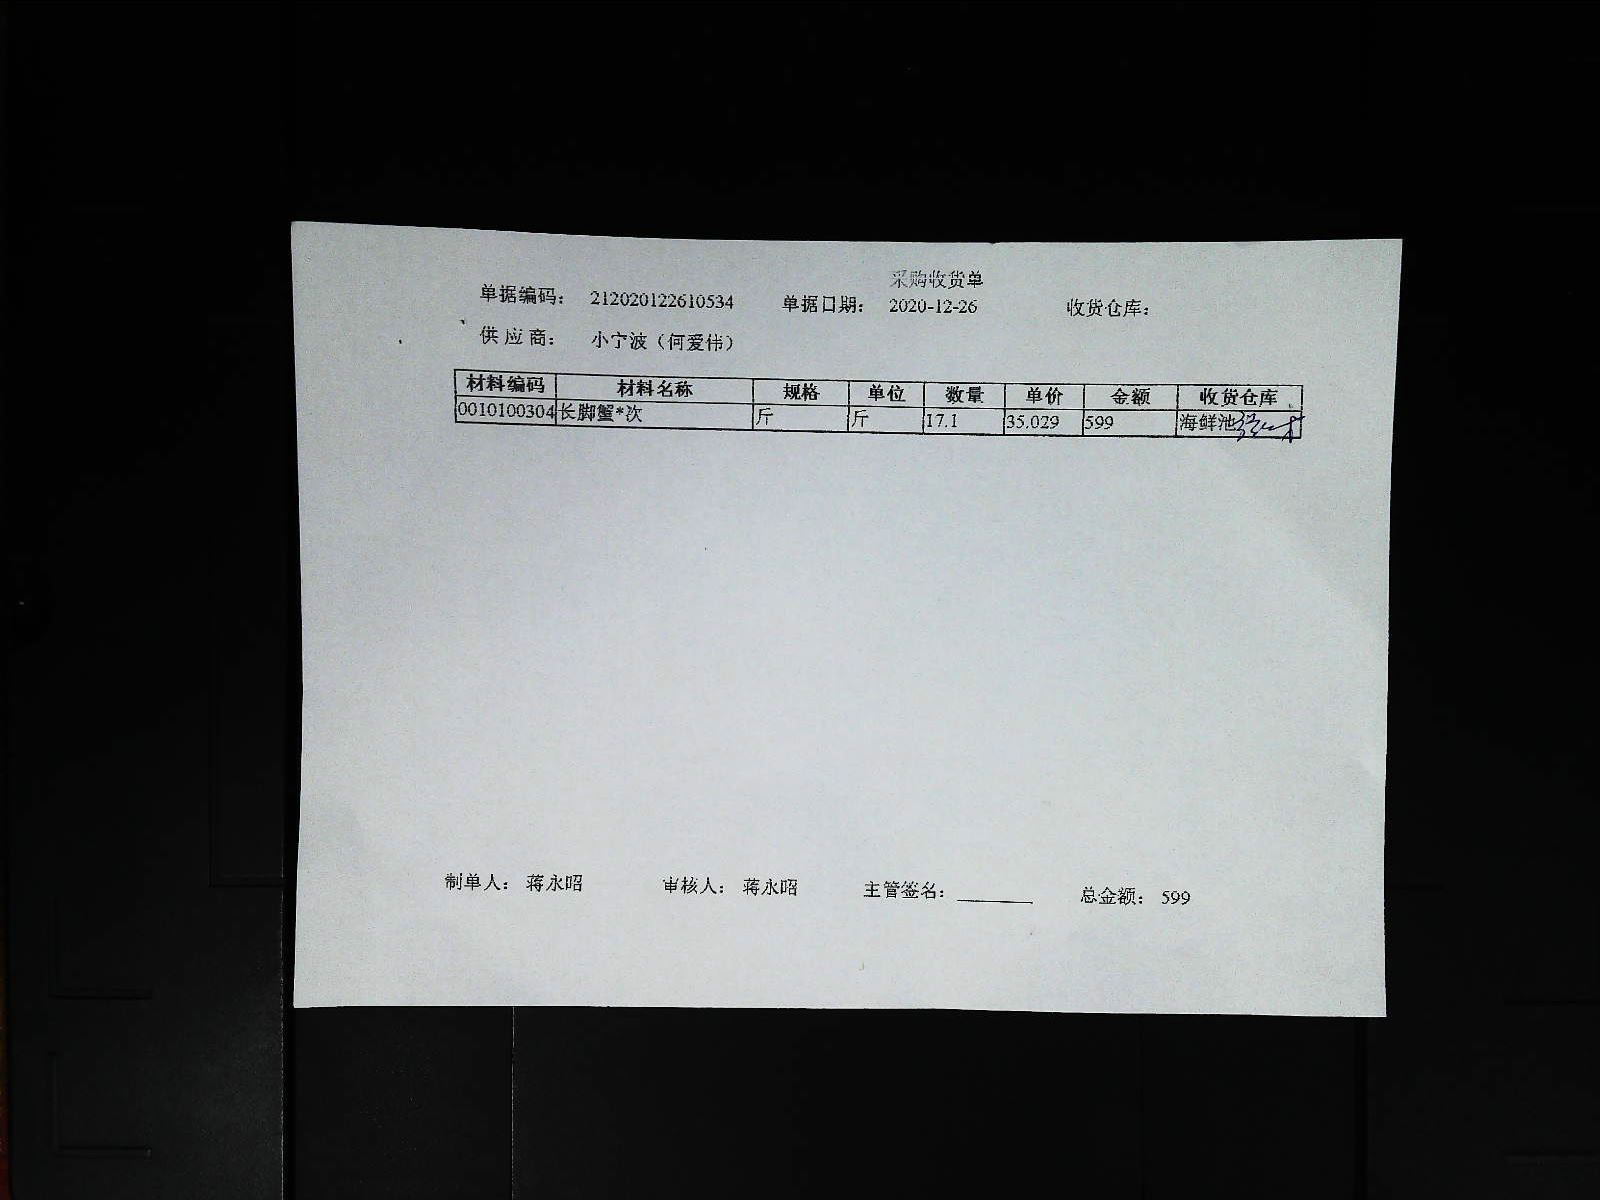 采购收货单
单据编码： 212020122610534 单据日期： 2020-12-26 收货仓库：
供 应 商： 小宁波（何爱伟）
材料编码 材料名称 规格 单位 数量 单价 金额 收货仓库
0010100304 长脚蟹*次 斤 斤 17.1 35.029 599 海鲜池
制单人： 蒋永昭 审核人： 蒋永昭 主管签名： 总金额： 599